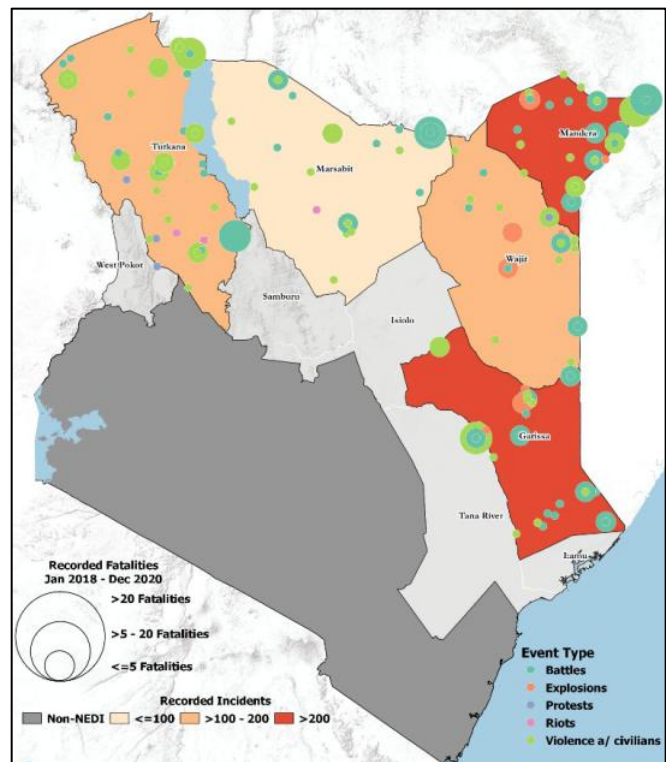 Turkana
Mandera
Marsabit
Wajir
West Pokot
Samburu
Isiolo
Garissa
Tana River
Lamu
Recorded Fatalities
Jan 2018 - Dec 2020
>20 Fatalities
>5 - 20 Fatalities
<=5 Fatalities
Event Type
Battles
Explosions
Protests
Riots
Violence a/ civilians
Recorded Incidents
Non-NEDI <=100 >100 - 200 >200